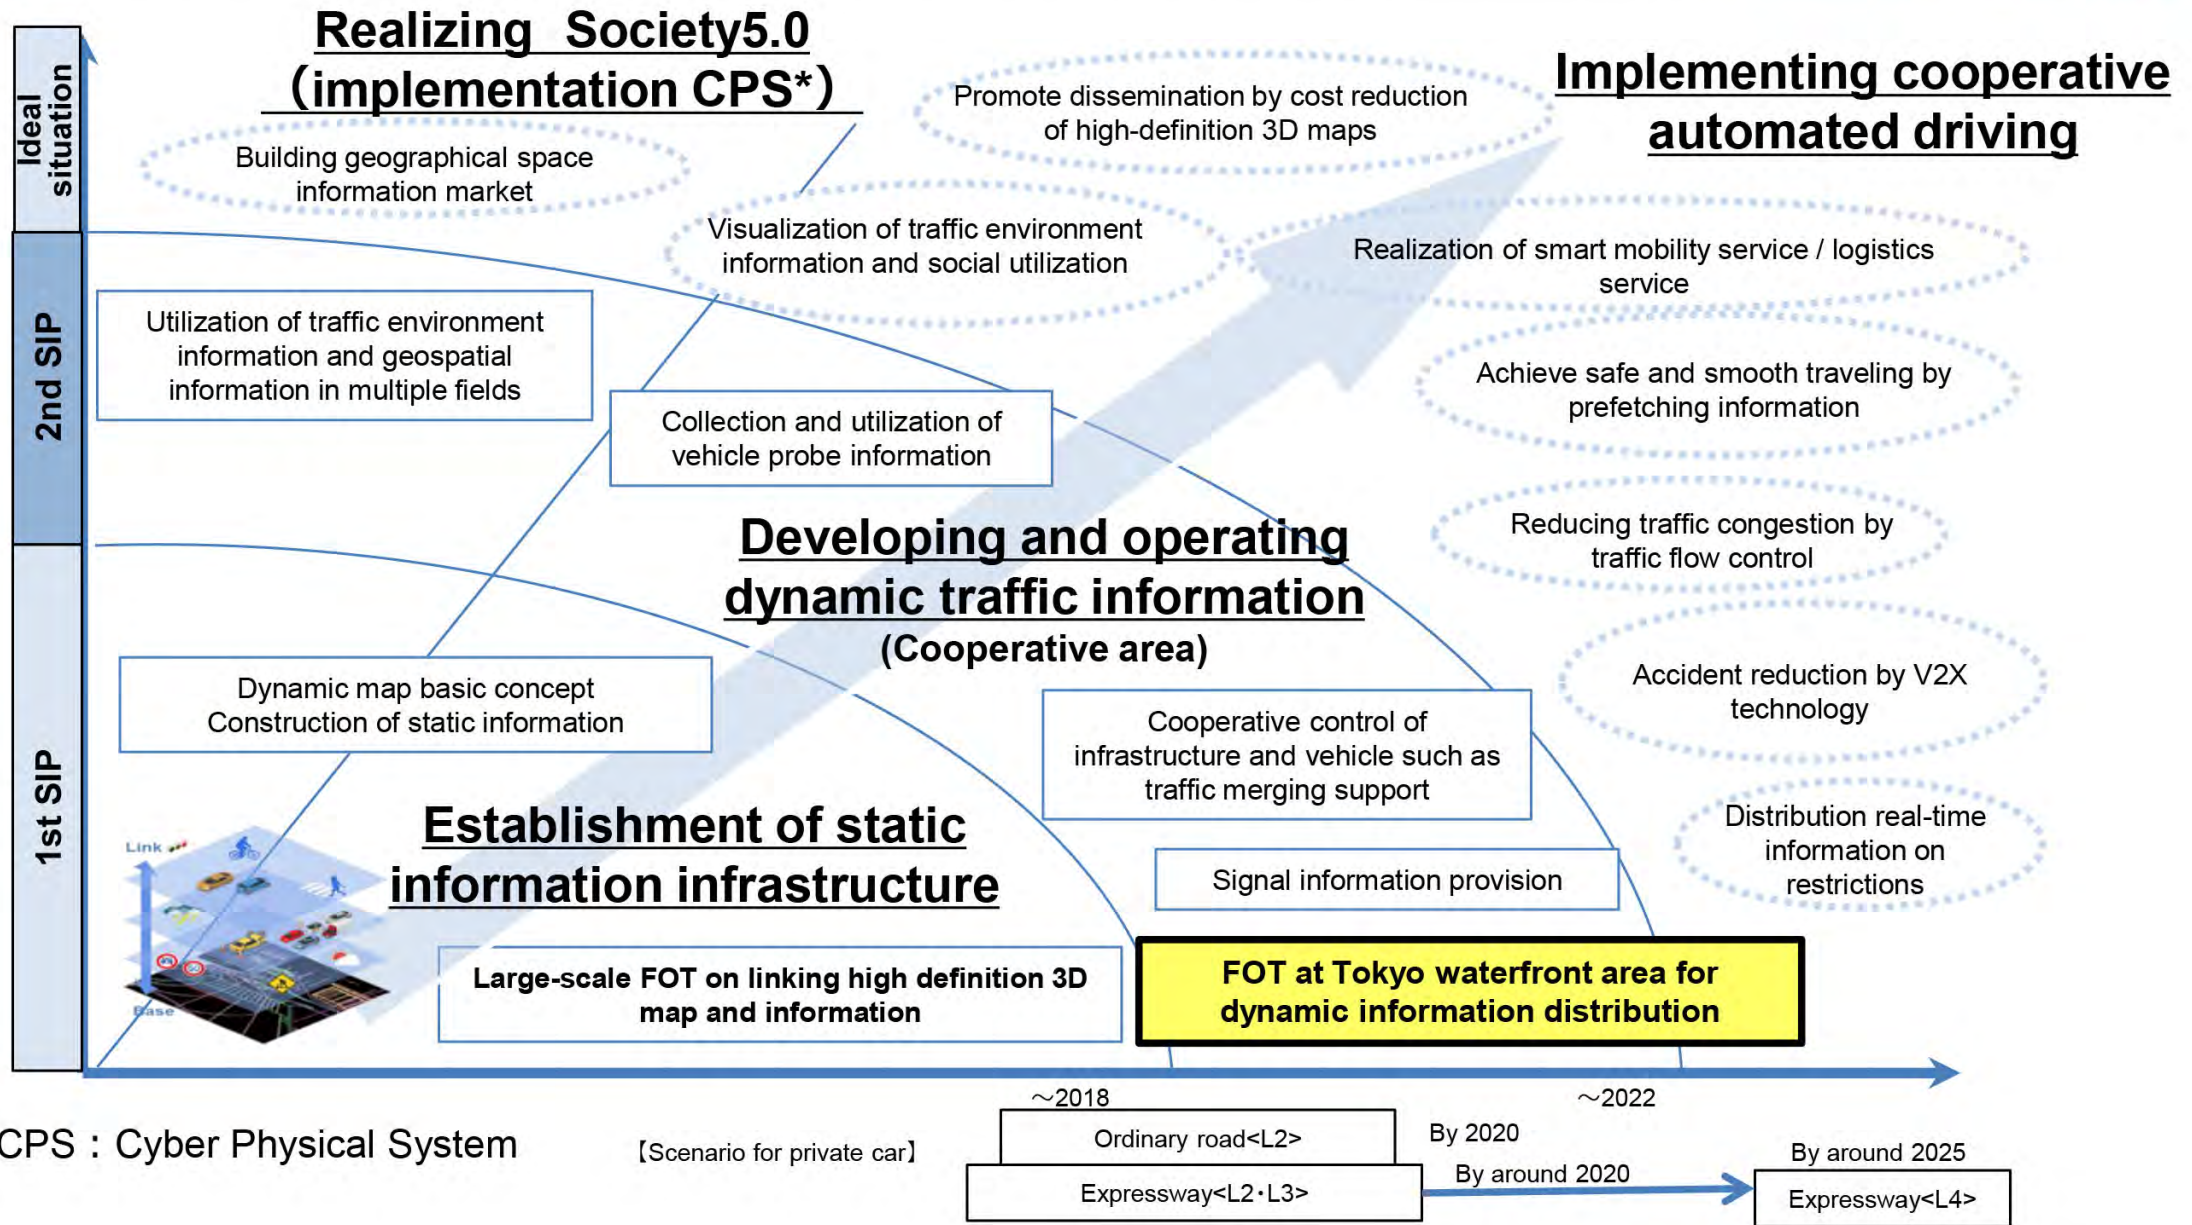 Realizing Society5.0
（implementation CPS*）
Implementing cooperative
automated driving
Ideal
situation
Promote dissemination by cost reduction
of high-definition 3D maps
Building geographical space
information market
Visualization of traffic environment
information and social utilization
Realization of smart mobility service / logistics
service
2nd SIP
Utilization of traffic environment
information and geospatial
information in multiple fields
Achieve safe and smooth traveling by
prefetching information
Collection and utilization of
vehicle probe information
Developing and operating
dynamic traffic information
(Cooperative area)
Reducing traffic congestion by
traffic flow control
1st SIP
Dynamic map basic concept
Construction of static information
Accident reduction by V2X
technology
Cooperative control of
infrastructure and vehicle such as
traffic merging support
Establishment of static
information infrastructure
Distribution real-time
information on
restrictions
Signal information provision
Link
Base
Large-scale FOT on linking high definition 3D
map and information
FOT at Tokyo waterfront area for
dynamic information distribution
～2018
～2022
CPS：Cyber Physical System
【Scenario for private car】
Ordinary road<L2>
By 2020
Expressway<L2･L3>
By around 2020
By around 2025
Expressway<L4>